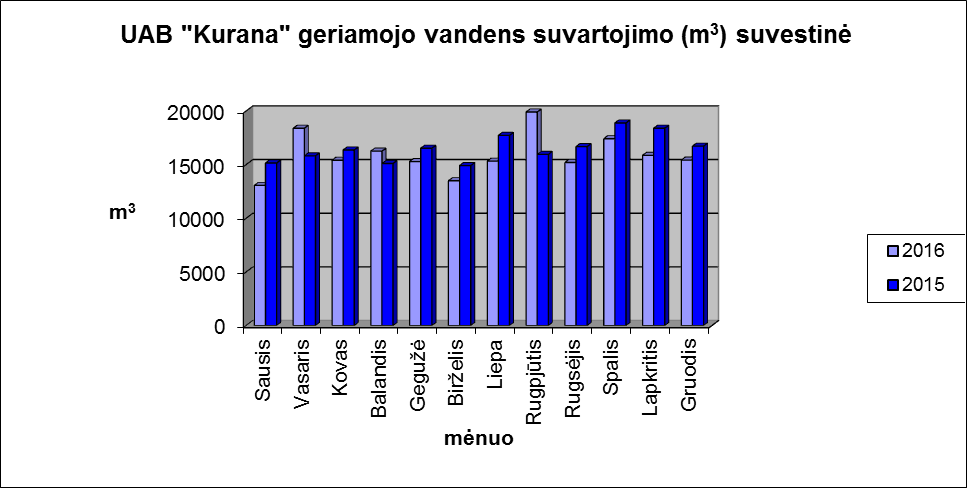 UAB "Kurana" geriamojo vandens suvartojimo (m³) suvestinė
20000
15000
10000
5000
0
m³
Sausis
Vasaris
Kovas
Balandis
Gegužė
Birželis
Liepa
Rugpjūtis
Rugsėjis
Spalis
Lapkritis
Gruodis
mėnuo
2016
2015